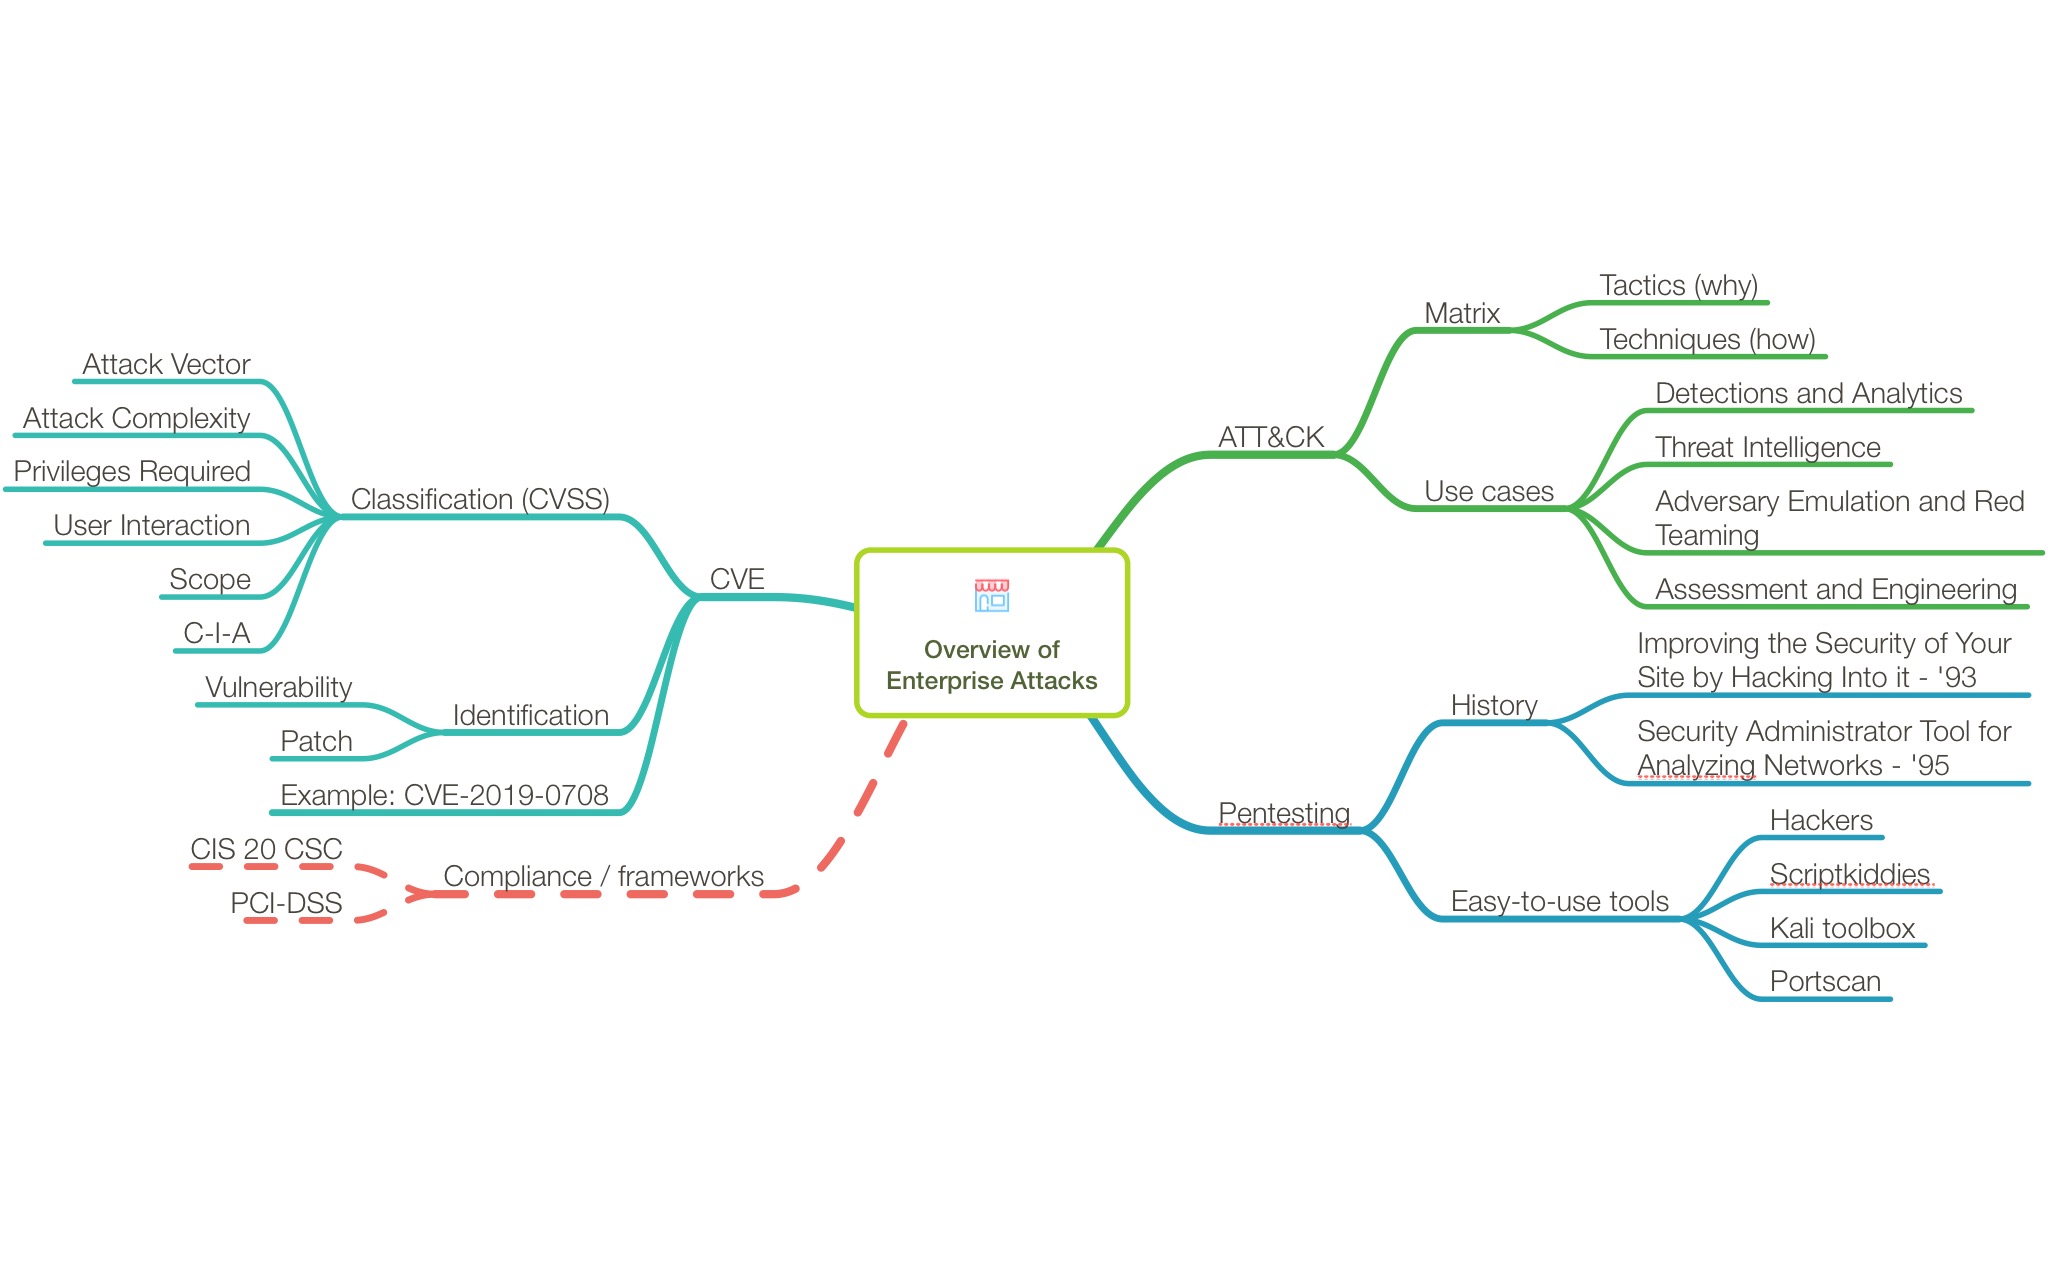 Overview of
Enterprise Attacks
ATT&CK
Matrix
Tactics (why)
Techniques (how)
Use cases
Detections and Analytics
Threat Intelligence
Adversary Emulation and Red
Teaming
Assessment and Engineering
Pentesting
History
Improving the Security of Your
Site by Hacking Into it - '93
Security Administrator Tool for
Analyzing Networks - '95
Easy-to-use tools
Hackers
Scriptkiddies
Kali toolbox
Portscan
CVE
Classification (CVSS)
Attack Vector
Attack Complexity
Privileges Required
User Interaction
Scope
C-I-A
Identification
Vulnerability
Patch
Example: CVE-2019-0708
Compliance / frameworks
CIS 20 CSC
PCI-DSS